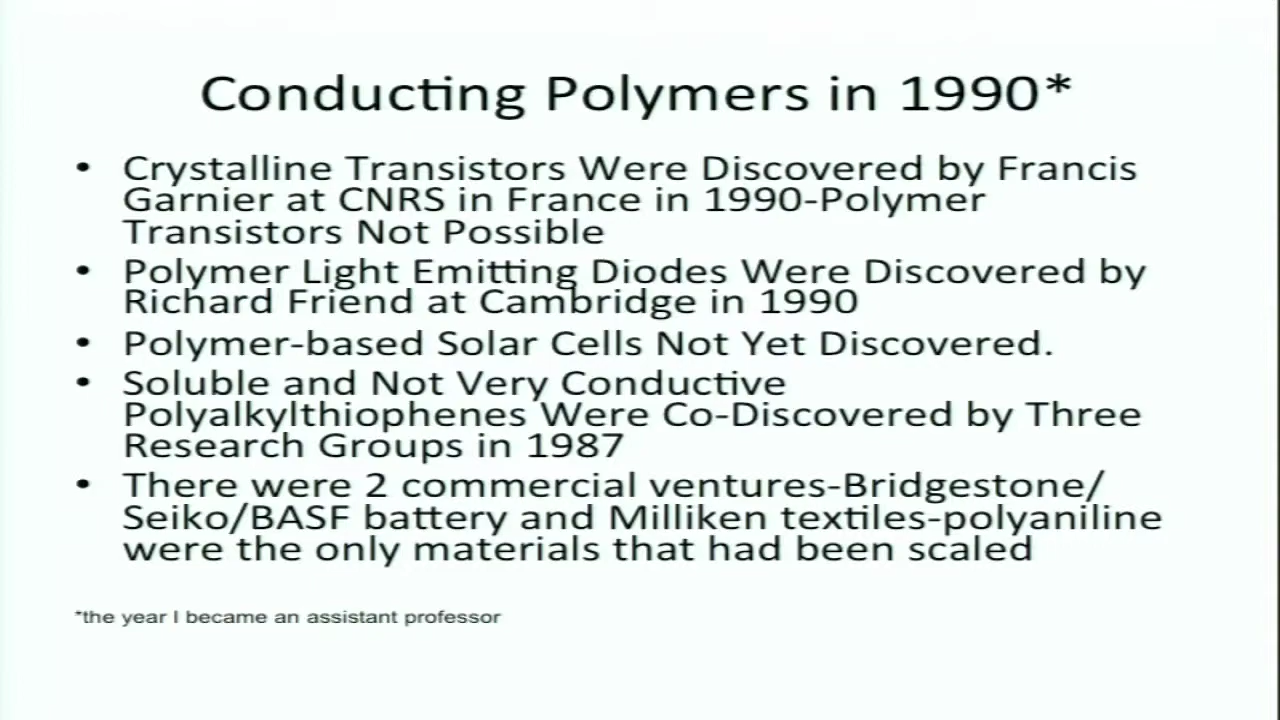 Conducting Polymers in 1990*
• Crystalline Transistors Were Discovered by Francis
Garnier at CNRS in France in 1990-Polymer
Transistors Not Possible
• Polymer Light Emitting Diodes Were Discovered by
Richard Friend at Cambridge in 1990
• Polymer-based Solar Cells Not Yet Discovered.
• Soluble and Not Very Conductive
Polyalkylthiophenes Were Co-Discovered by Three
Research Groups in 1987
• There were 2 commercial ventures-Bridgestone/
Seiko/BASF battery and Milliken textiles-polyaniline
were the only materials that had been scaled
*the year I became an assistant professor